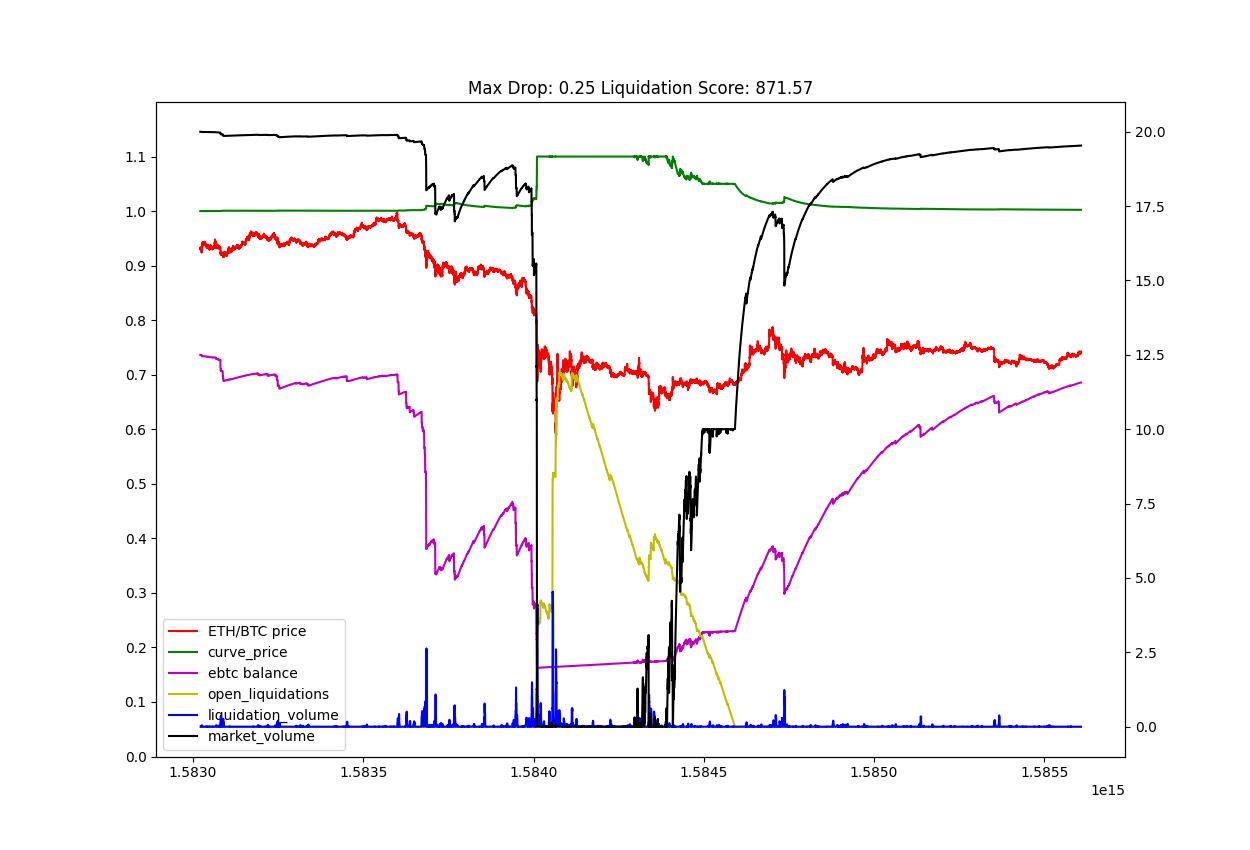 Max Drop: 0.25 Liquidation Score: 871.57
1.1
1.0
0.9
0.8
0.7
0.6
0.5
0.4
0.3
0.2
0.1
0.0
20.0
17.5
15.0
12.5
10.0
7.5
5.0
2.5
0.0
ETH/BTC price
curve_price
ebtc balance
open_liquidations
liquidation_volume
market_volume
1.5830 1.5835 1.5840 1.5845 1.5850 1.5855
1e15